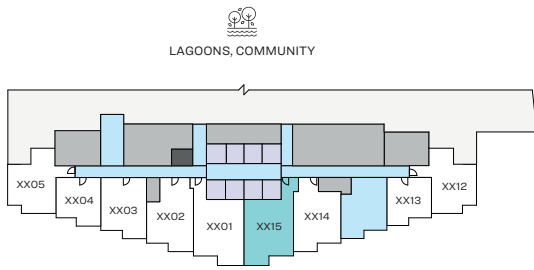 LAGOONS, COMMUNITY
XX05
XX04
XX03
XX02
XX01
XX15
XX14
XX13
XX12